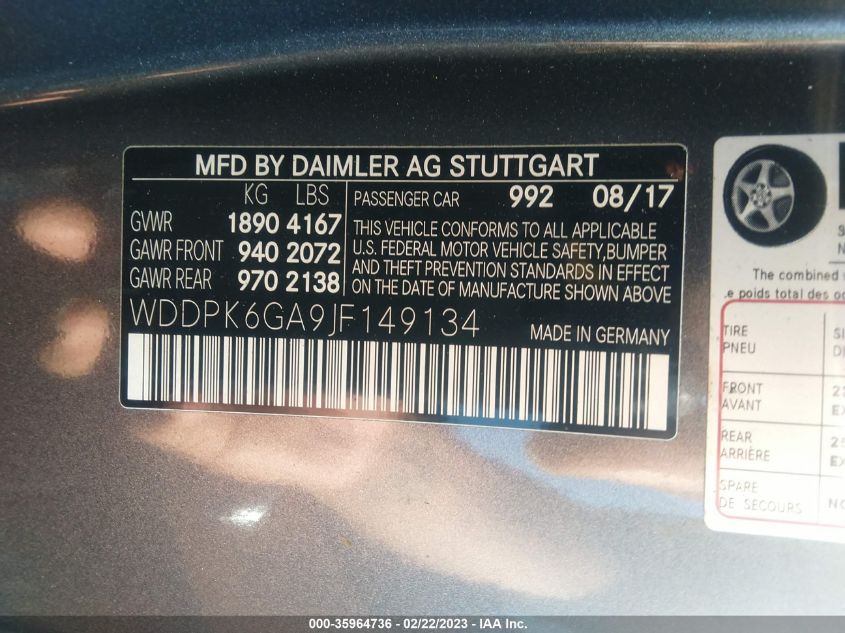 MFD BY DAIMLER AG STUTTGART
KG LBS
GVWR 1890 4167
GAWR FRONT 940 2072
GAWR REAR 970 2138
PASSENGER CAR 992 08/17
THIS VEHICLE CONFORMS TO ALL APPLICABLE
U.S. FEDERAL MOTOR VEHICLE SAFETY,BUMPER
AND THEFT PREVENTION STANDARDS IN EFFECT
ON THE DATE OF MANUFACTURE SHOWN ABOVE
WDDPK6GA9JF149134 MADE IN GERMANY
The combined
.e poids total des
TIRE
PNEU
FRONT
AVANT
REAR
ARRIÈRE
SPARE
DE SECOURS
000-35964736 - 02/22/2023 - IAA Inc.